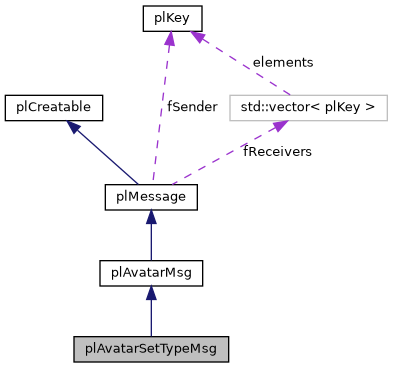 plKey
elements
plCreatable
fSender
std::vector< plKey >
fReceivers
plMessage
plAvatarMsg
plAvatarSetTypeMsg